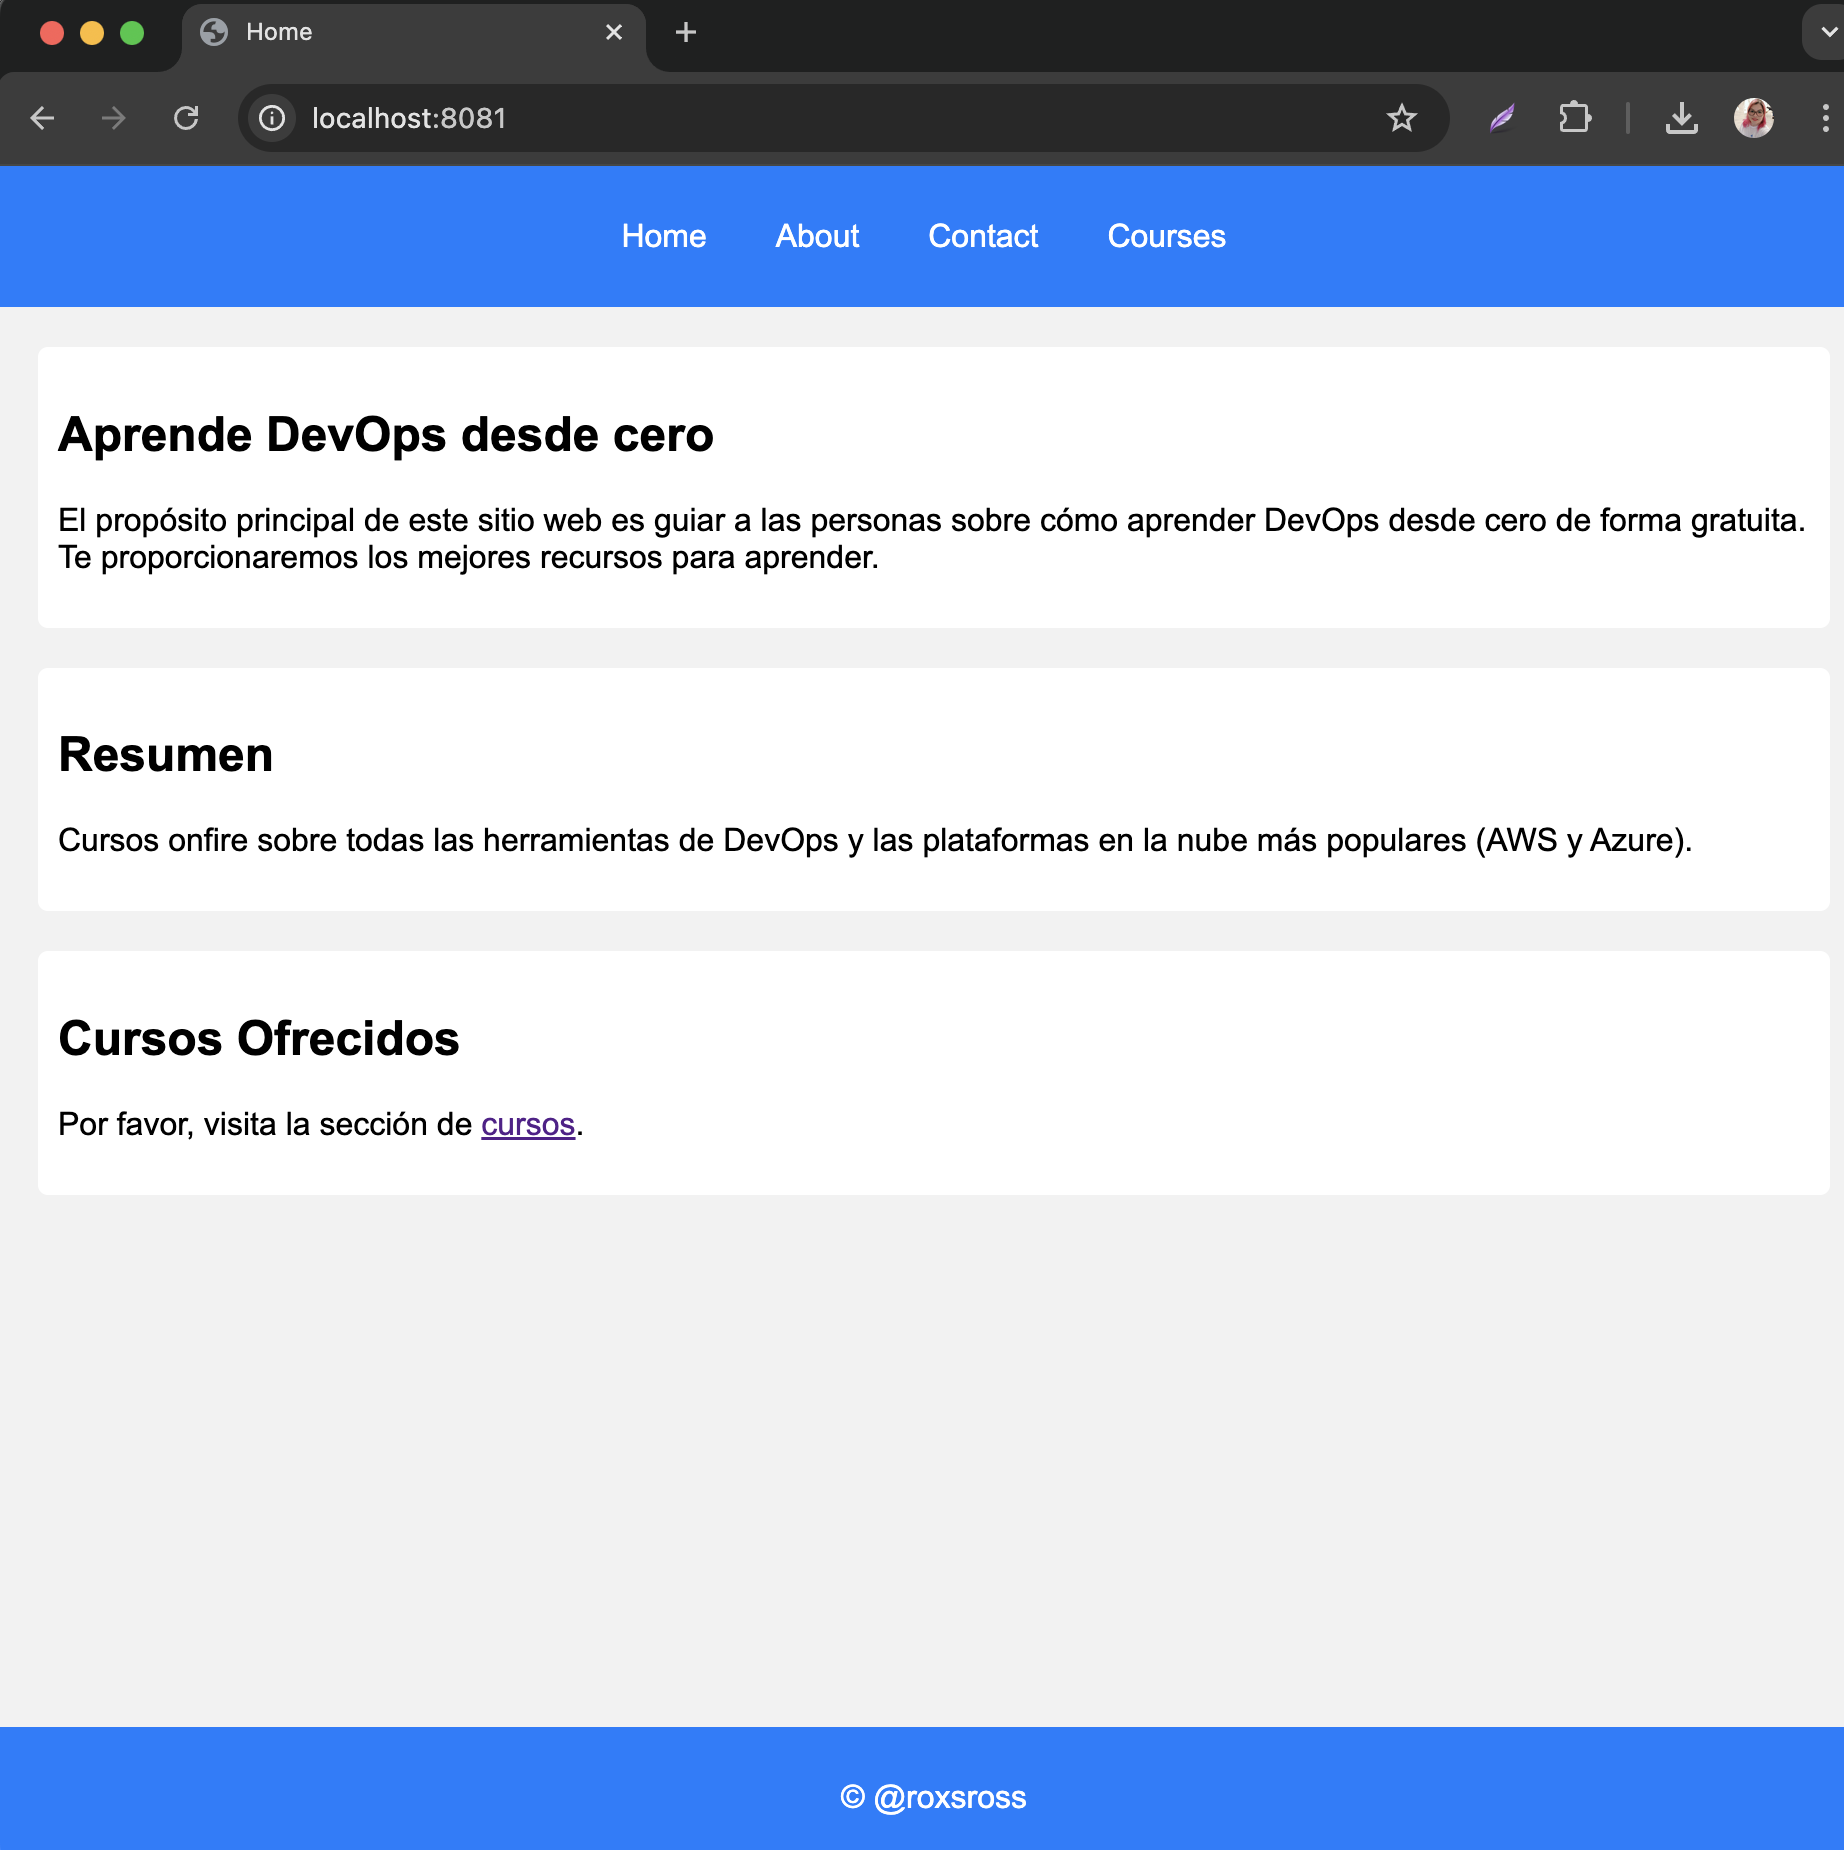 Home
localhost:8081
Home About Contact Courses
Aprende DevOps desde cero
El propósito principal de este sitio web es guiar a las personas sobre cómo aprender DevOps desde cero de forma gratuita.
Te proporcionaremos los mejores recursos para aprender.
Resumen
Cursos onfire sobre todas las herramientas de DevOps y las plataformas en la nube más populares (AWS y Azure).
Cursos Ofrecidos
Por favor, visita la sección de cursos.
© @roxsross